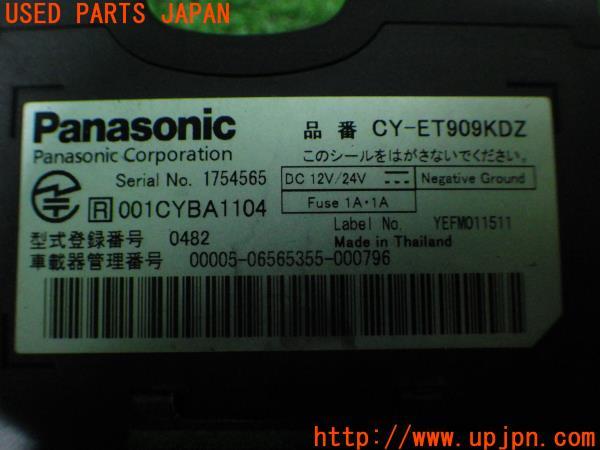 USED PARTS JAPAN
Panasonic
品番 CY-ET909KDZ
Panasonic Corporation
このシールをはがさないでください。
Serial No. 1754565
DC 12V/24V
Negative Ground
Fuse 1A・1A
R 001CYBA1104
Label No. YEFM011511
型式登録番号 0482
Made in Thailand
車載器管理番号 00005-06565355-000796
http://www.upjpn.com